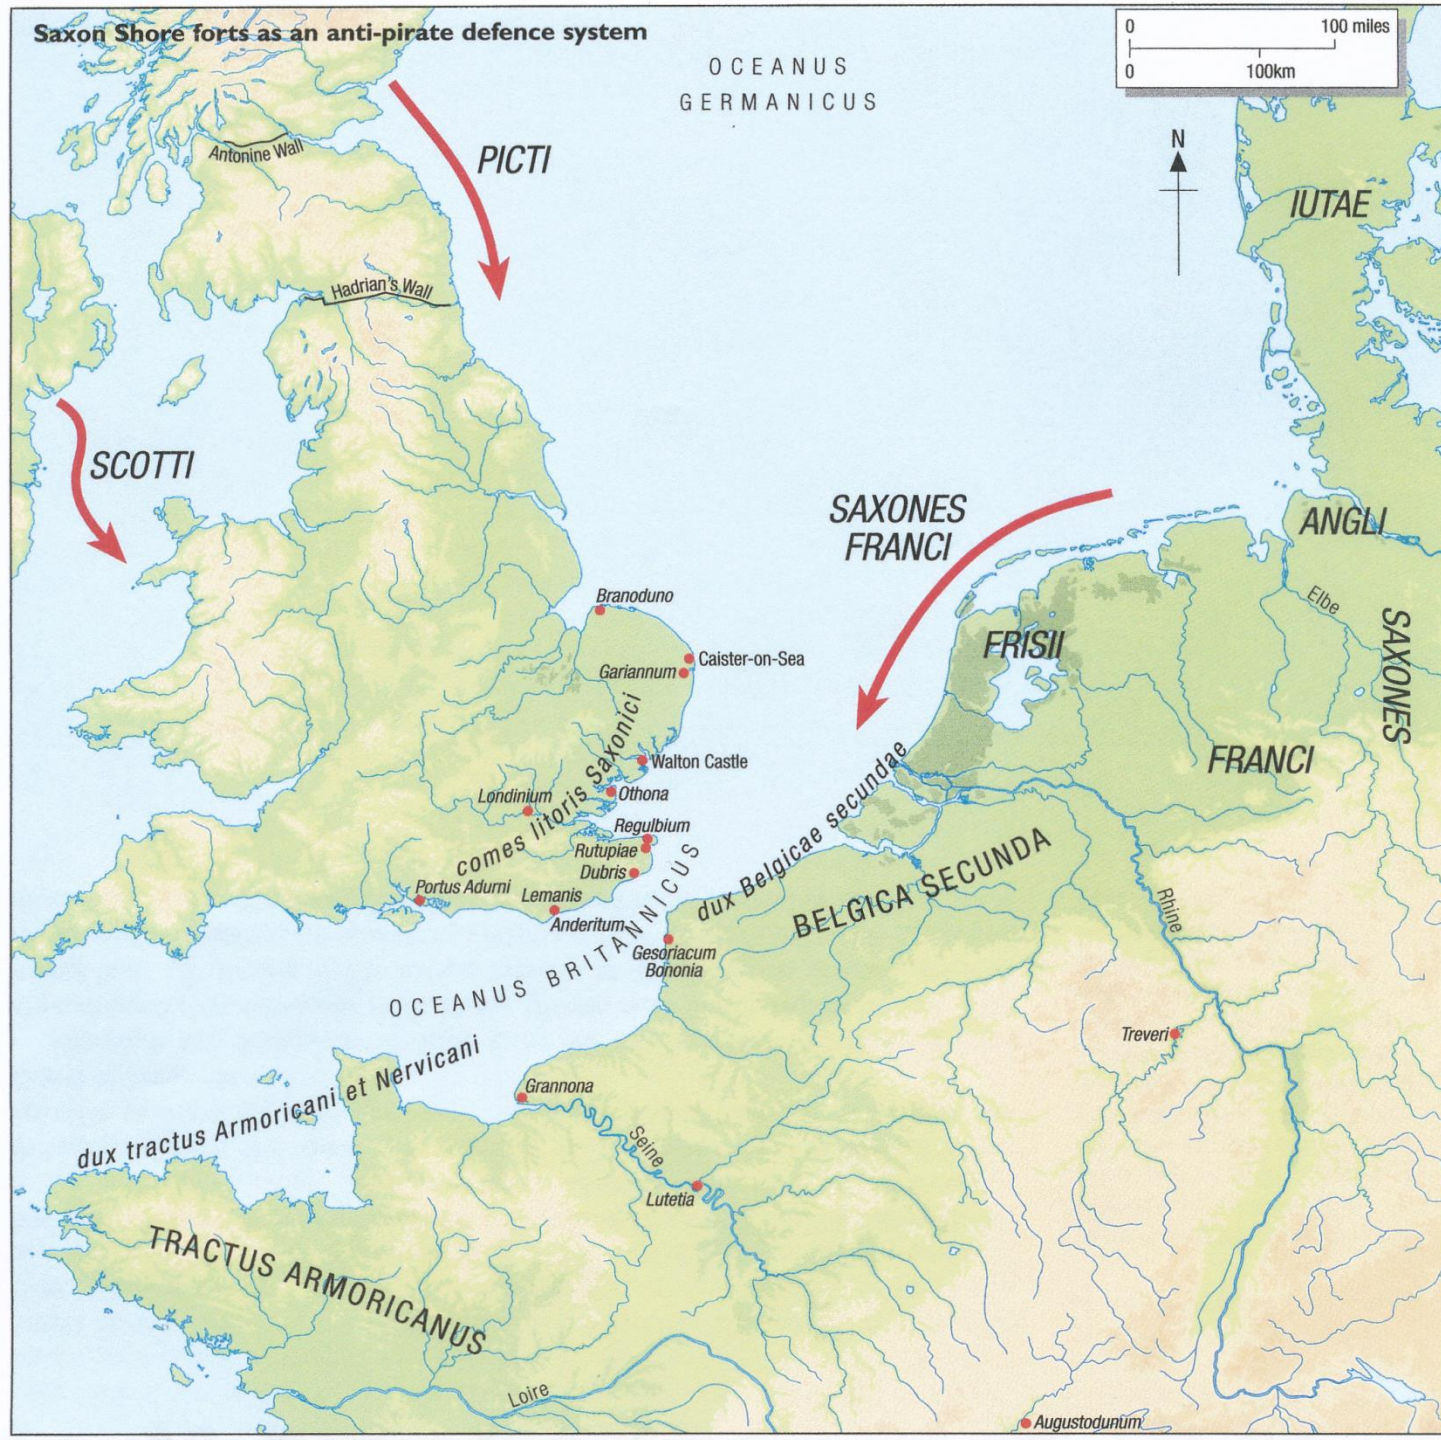 Saxon Shore forts as an anti-pirate defence system
0 100 miles
0 100km
OCEANUS
GERMANICUS
N
Antonine Wall
PICTI
IUTAE
Hadrian's Wall
SCOTTI
SAXONES
FRANCI
ANGLI
Elbe
SAXONES
Branoduno
FRISII
Caister-on-Sea
Gariannum
comes litoris Saxonici
FRANCI
Walton Castle
Londinium
Othona
dux Belgicae secundae
Regulbium
Rutupiae
Dubris
BELGICA SECUNDA
Portus Adurni
Lemanis
Anderitum
Rhine
Gesoriacum
Bononia
OCEANUS BRITANNICUS
Treveri
dux tractus Armoricani et Nervicani
Grannona
Seine
Lutetia
TRACTUS ARMORICANUS
Loire
Augustodunum